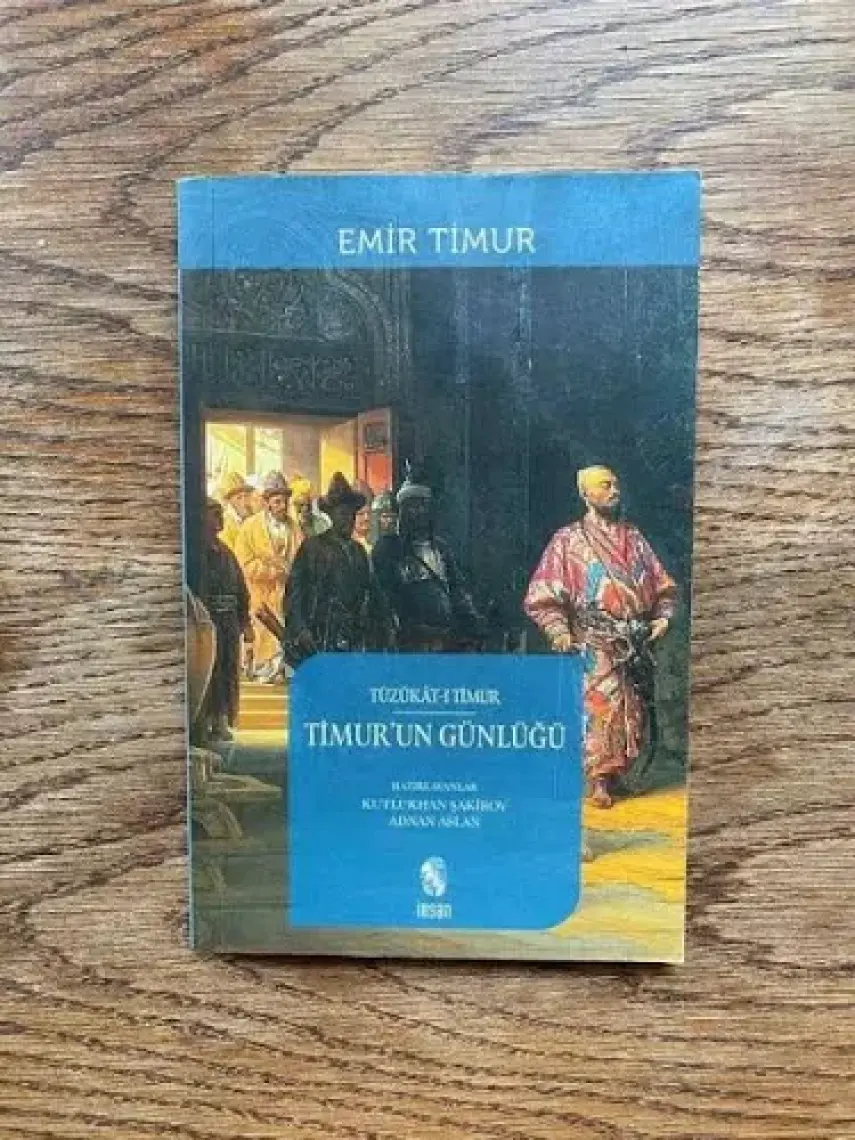 EMİR TİMUR
TÜZÜKÂT-I TİMUR
TİMUR'UN GÜNLÜĞÜ
HAZIRLAYANLAR
KUTLUKHAN ŞAKİROV
ADNAN ASLAN
insan